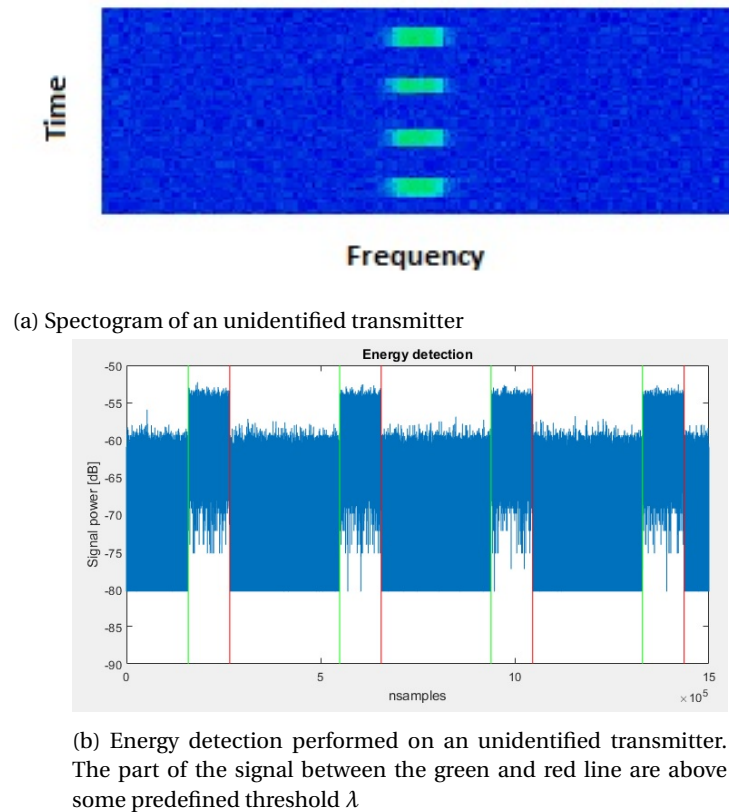 Time
Frequency
(a) Spectogram of an unidentified transmitter
Energy detection
-50
-55
-60
-65
-70
-75
-80
-85
-90
Signal power [dB]
0
5
10
15
nsamples
×10⁵
(b) Energy detection performed on an unidentified transmitter.
The part of the signal between the green and red line are above
some predefined threshold λ